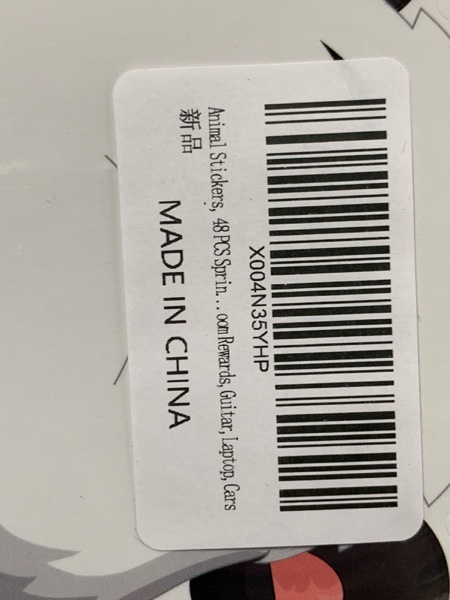 X004N35YHP
Animal Stickers, 48 PCS Sprin...oom Rewards, Guitar, Laptop, Cars
新品
MADE IN CHINA